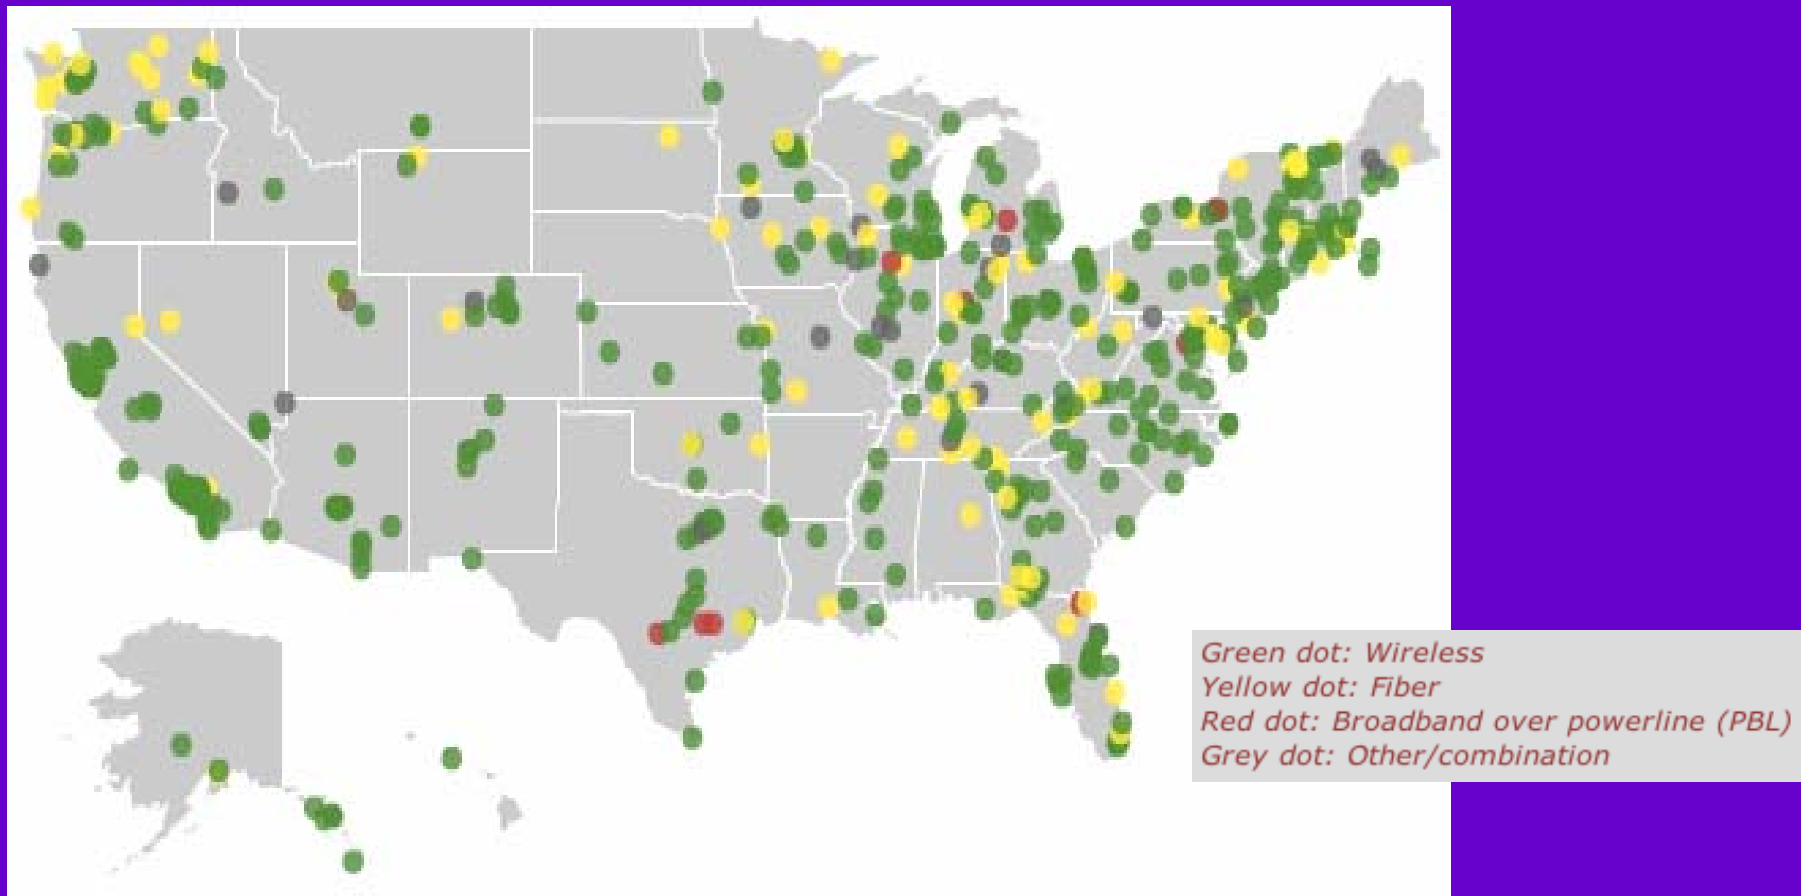 Green dot: Wireless
Yellow dot: Fiber
Red dot: Broadband over powerline (PBL)
Grey dot: Other/combination